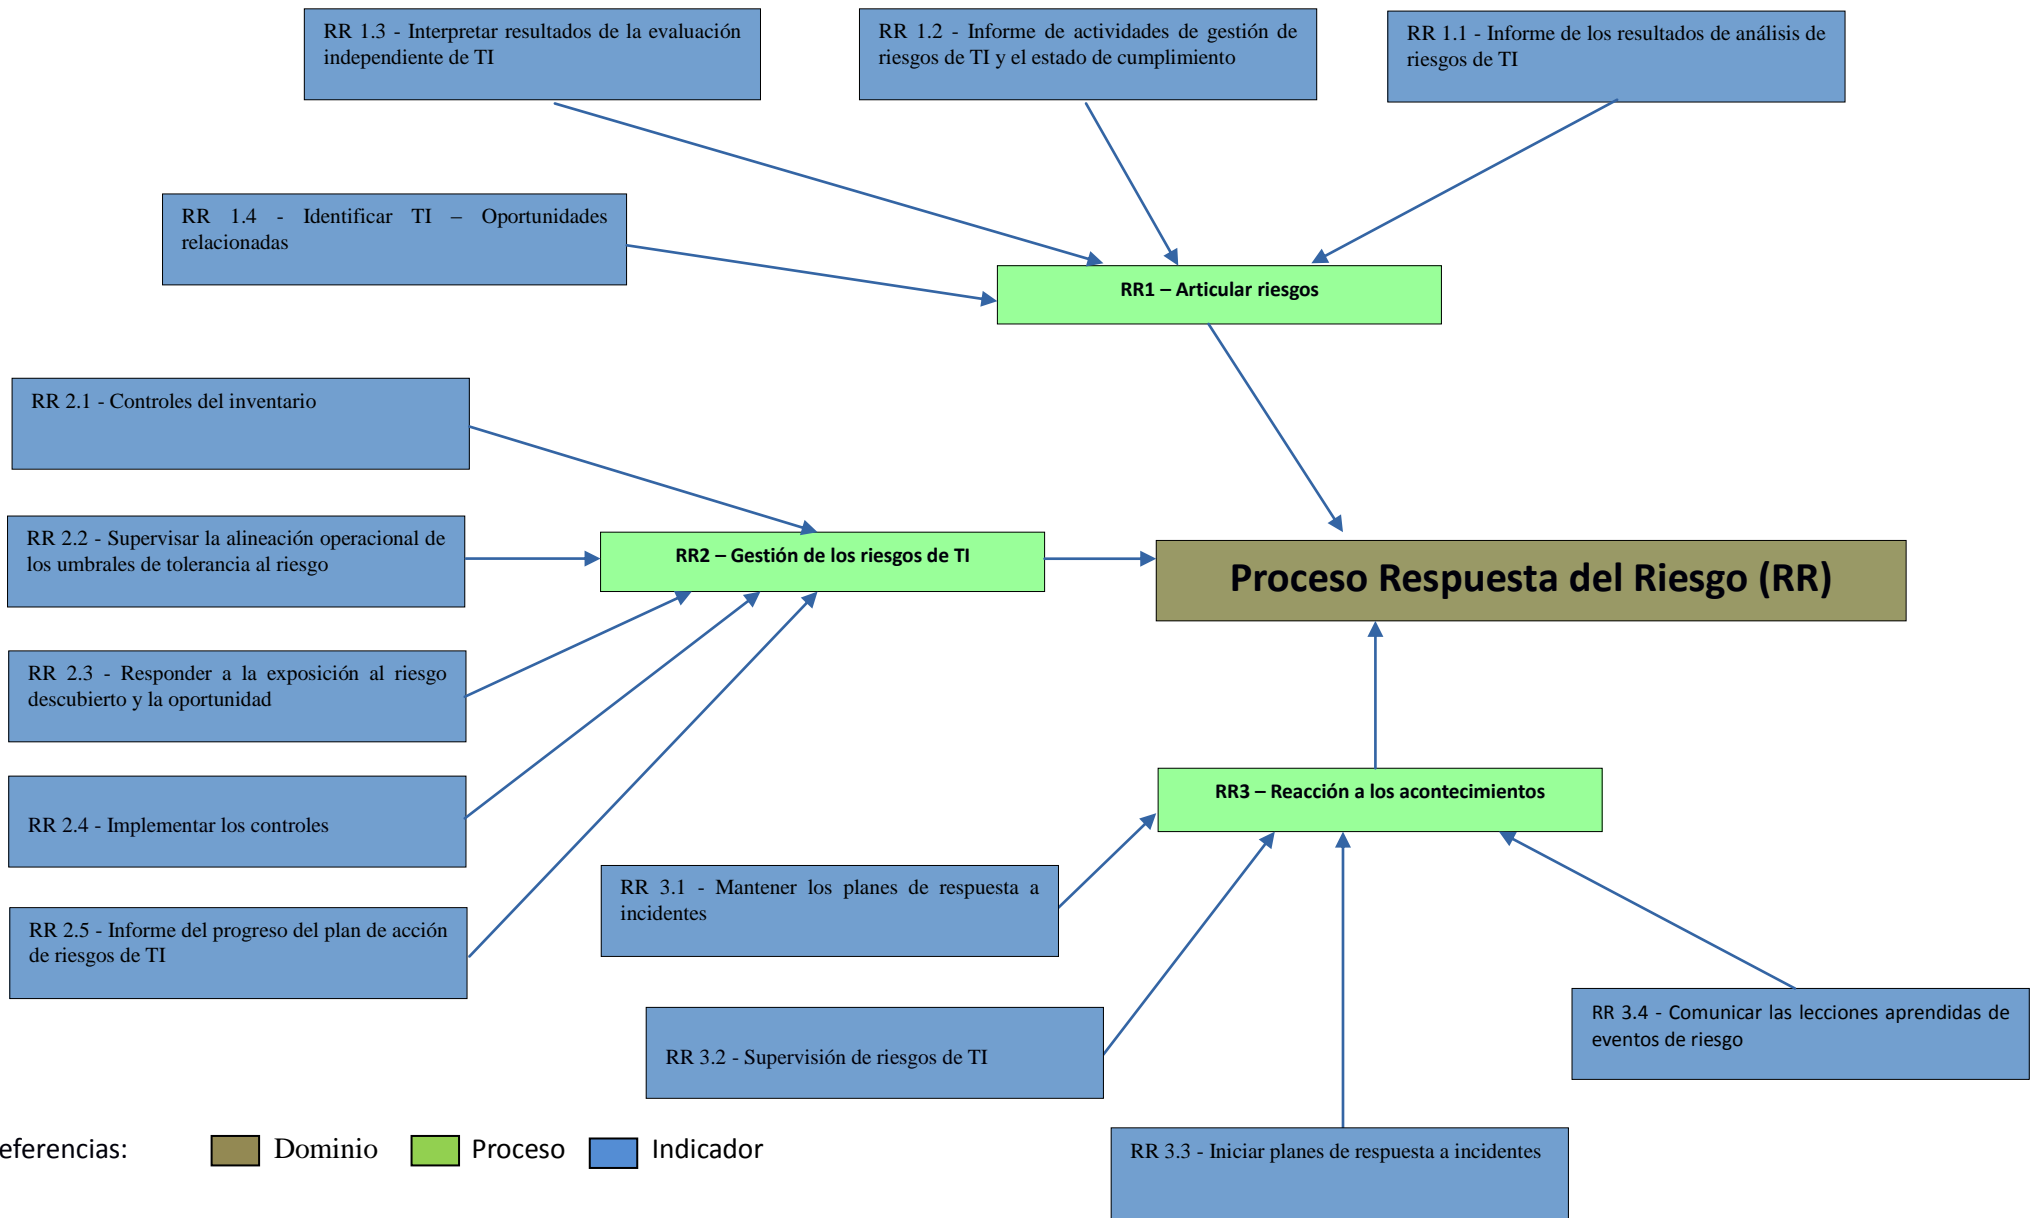 RR 1.3 - Interpretar resultados de la evaluación
independiente de TI
RR 1.2 - Informe de actividades de gestión de
riesgos de TI y el estado de cumplimiento
RR 1.1 - Informe de los resultados de análisis de
riesgos de TI
RR 1.4 - Identificar TI – Oportunidades
relacionadas
RR1 – Articular riesgos
RR 2.1 - Controles del inventario
RR 2.2 - Supervisar la alineación operacional de
los umbrales de tolerancia al riesgo
RR2 – Gestión de los riesgos de TI
Proceso Respuesta del Riesgo (RR)
RR 2.3 - Responder a la exposición al riesgo
descubierto y la oportunidad
RR 2.4 - Implementar los controles
RR 2.5 - Informe del progreso del plan de acción
de riesgos de TI
RR3 – Reacción a los acontecimientos
RR 3.1 - Mantener los planes de respuesta a
incidentes
RR 3.2 - Supervisión de riesgos de TI
RR 3.4 - Comunicar las lecciones aprendidas de
eventos de riesgo
RR 3.3 - Iniciar planes de respuesta a incidentes
eferencias: Dominio Proceso Indicador